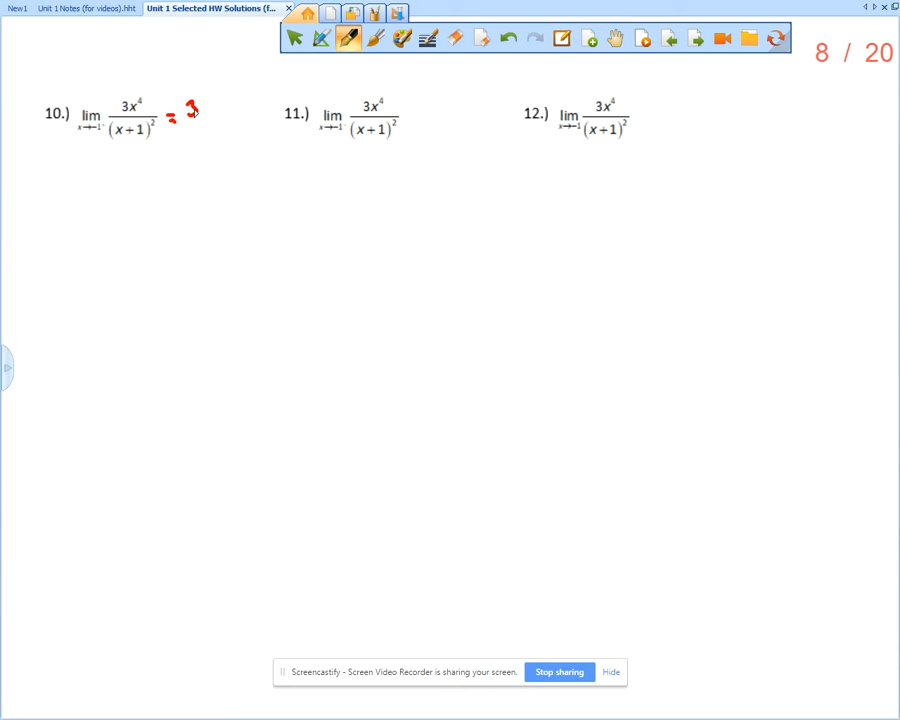 New1 Unit 1 Notes (for videos).hht Unit 1 Selected HW Solutions (f...
8 / 20
10.) lim x→-1⁺ 3x⁴/(x+1)² = 3
11.) lim x→-1⁻ 3x⁴/(x+1)²
12.) lim x→-1 3x⁴/(x+1)²
Screencastify - Screen Video Recorder is sharing your screen. Stop sharing Hide